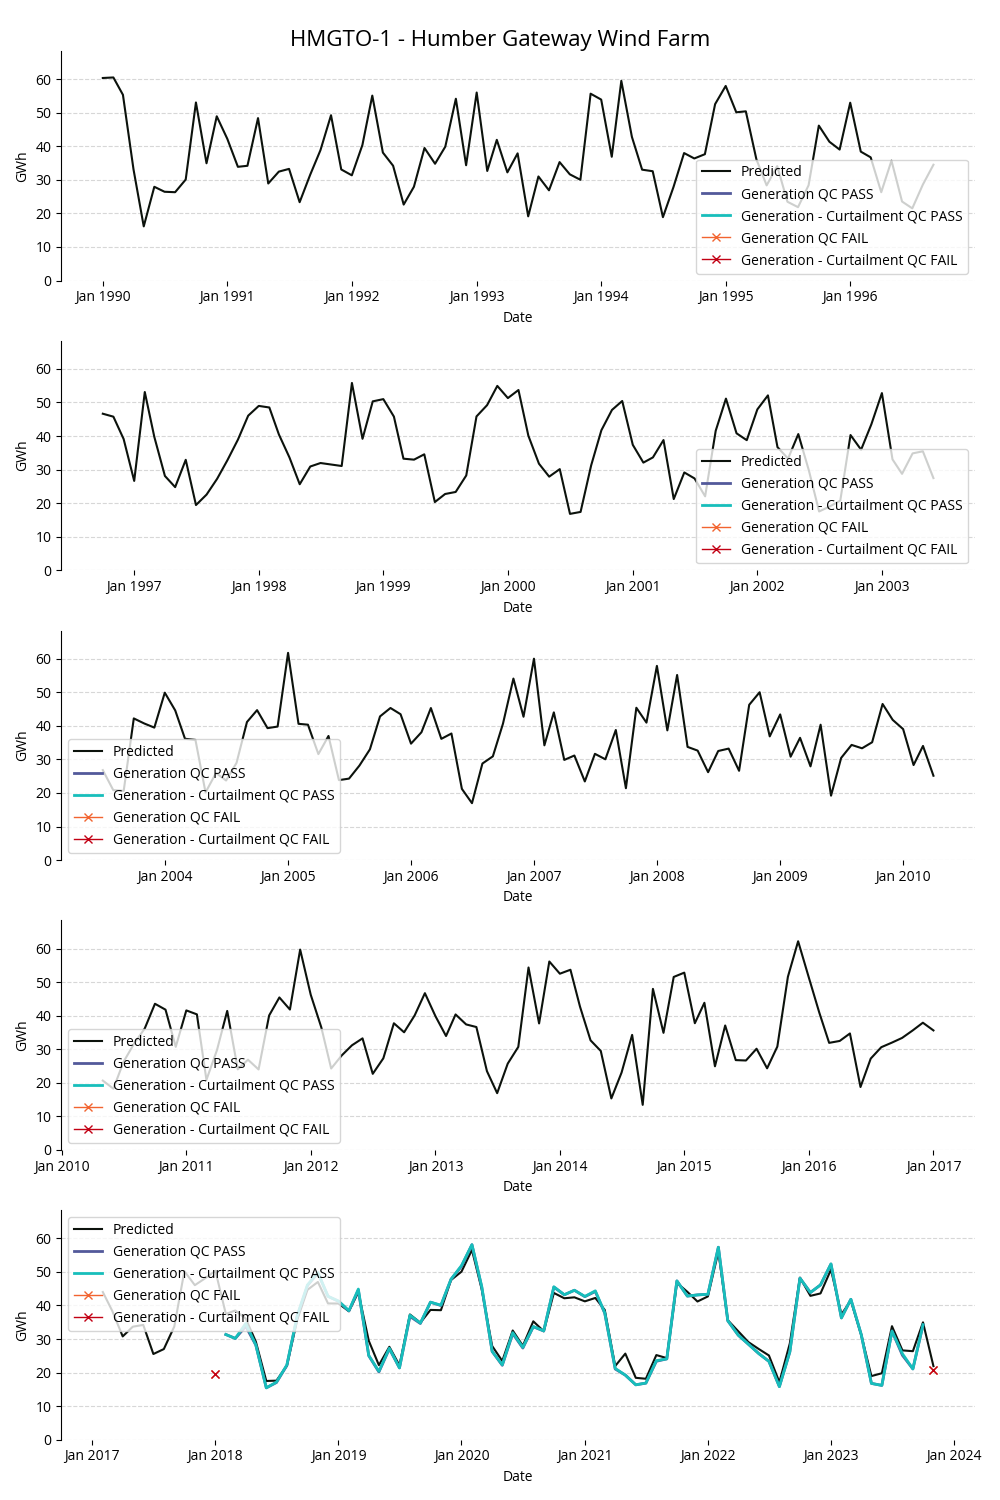 HMGTO-1 - Humber Gateway Wind Farm
60
50
40
30
20
10
0
GWh
Predicted
Generation QC PASS
Generation - Curtailment QC PASS
Generation QC FAIL
Generation - Curtailment QC FAIL
Jan 1990 Jan 1991 Jan 1992 Jan 1993 Jan 1994 Jan 1995 Jan 1996
Date
60
50
40
30
20
10
0
GWh
Predicted
Generation QC PASS
Generation - Curtailment QC PASS
Generation QC FAIL
Generation - Curtailment QC FAIL
Jan 1997 Jan 1998 Jan 1999 Jan 2000 Jan 2001 Jan 2002 Jan 2003
Date
60
50
40
30
20
10
0
GWh
Predicted
Generation QC PASS
Generation - Curtailment QC PASS
Generation QC FAIL
Generation - Curtailment QC FAIL
Jan 2004 Jan 2005 Jan 2006 Jan 2007 Jan 2008 Jan 2009 Jan 2010
Date
60
50
40
30
20
10
0
GWh
Predicted
Generation QC PASS
Generation - Curtailment QC PASS
Generation QC FAIL
Generation - Curtailment QC FAIL
Jan 2010 Jan 2011 Jan 2012 Jan 2013 Jan 2014 Jan 2015 Jan 2016 Jan 2017
Date
60
50
40
30
20
10
0
GWh
Predicted
Generation QC PASS
Generation - Curtailment QC PASS
Generation QC FAIL
Generation - Curtailment QC FAIL
Jan 2017 Jan 2018 Jan 2019 Jan 2020 Jan 2021 Jan 2022 Jan 2023 Jan 2024
Date